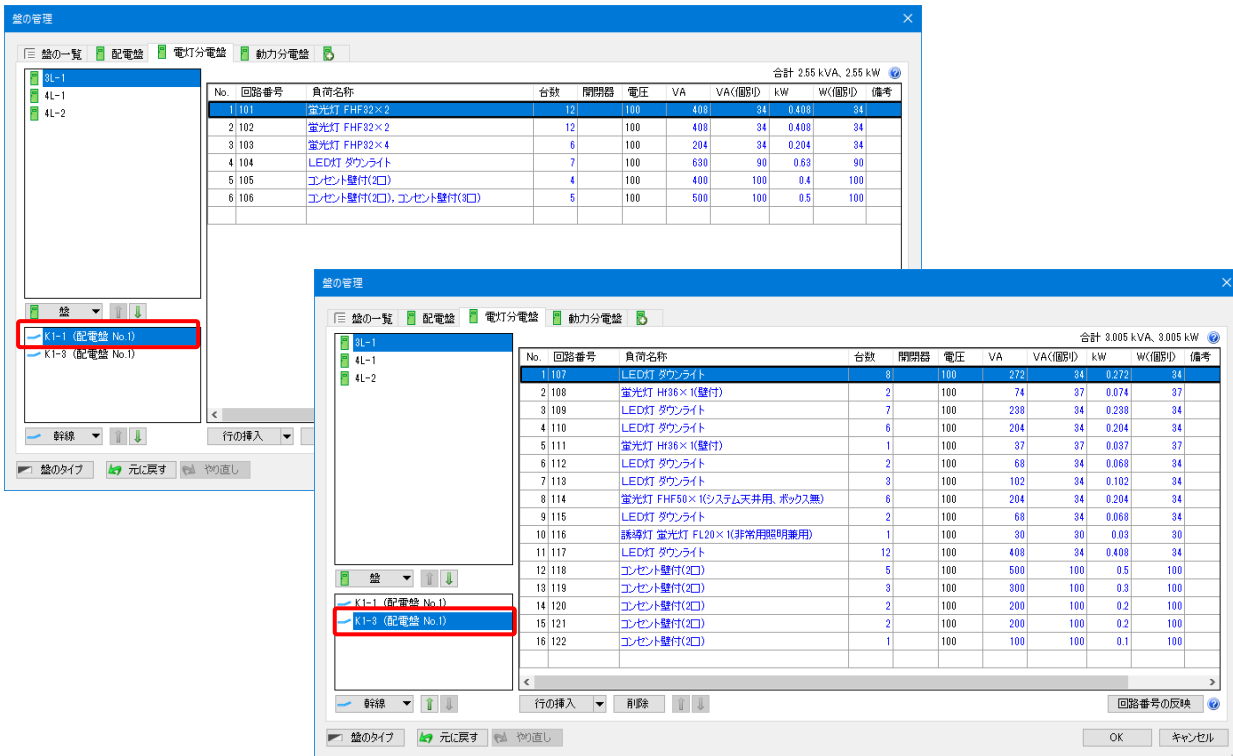 盤の管理
盤の一覧 配電盤 電灯分電盤 動力分電盤
合計 2.55 kVA、2.55 kW
3L-1
4L-1
4L-2
No. 回路番号 負荷名称 台数 開閉器 電圧 VA VA(個別) kW W(個別) 備考
1 101 蛍光灯 FHF32×2 12 100 408 34 0.408 34
2 102 蛍光灯 FHF32×2 12 100 408 34 0.408 34
3 103 蛍光灯 FHP32×4 6 100 204 34 0.204 34
4 104 LED灯 ダウンライト 7 100 630 90 0.63 90
5 105 コンセント壁付(2口) 4 100 400 100 0.4 100
6 106 コンセント壁付(2口), コンセント壁付(3口) 5 100 500 100 0.5 100
盤
K1-1 (配電盤 No.1)
K1-3 (配電盤 No.1)
幹線 行の挿入
盤のタイプ 元に戻す やり直し
盤の管理
盤の一覧 配電盤 電灯分電盤 動力分電盤
合計 3.005 kVA、3.005 kW
3L-1
4L-1
4L-2
No. 回路番号 負荷名称 台数 開閉器 電圧 VA VA(個別) kW W(個別) 備考
1 107 LED灯 ダウンライト 8 100 272 34 0.272 34
2 108 蛍光灯 Hf36×1(壁付) 2 100 74 37 0.074 37
3 109 LED灯 ダウンライト 7 100 238 34 0.238 34
4 110 LED灯 ダウンライト 6 100 204 34 0.204 34
5 111 蛍光灯 Hf36×1(壁付) 1 100 37 37 0.037 37
6 112 LED灯 ダウンライト 2 100 68 34 0.068 34
7 113 LED灯 ダウンライト 3 100 102 34 0.102 34
8 114 蛍光灯 FHF50×1(システム天井用、ボックス無) 6 100 204 34 0.204 34
9 115 LED灯 ダウンライト 2 100 68 34 0.068 34
10 116 誘導灯 蛍光灯 FL20×1(非常用照明兼用) 1 100 30 30 0.03 30
11 117 LED灯 ダウンライト 12 100 408 34 0.408 34
12 118 コンセント壁付(2口) 5 100 500 100 0.5 100
13 119 コンセント壁付(2口) 3 100 300 100 0.3 100
14 120 コンセント壁付(2口) 2 100 200 100 0.2 100
15 121 コンセント壁付(2口) 2 100 200 100 0.2 100
16 122 コンセント壁付(2口) 1 100 100 100 0.1 100
盤
K1-1 (配電盤 No.1)
K1-3 (配電盤 No.1)
幹線 行の挿入 削除 回路番号の反映
盤のタイプ 元に戻す やり直し OK キャンセル